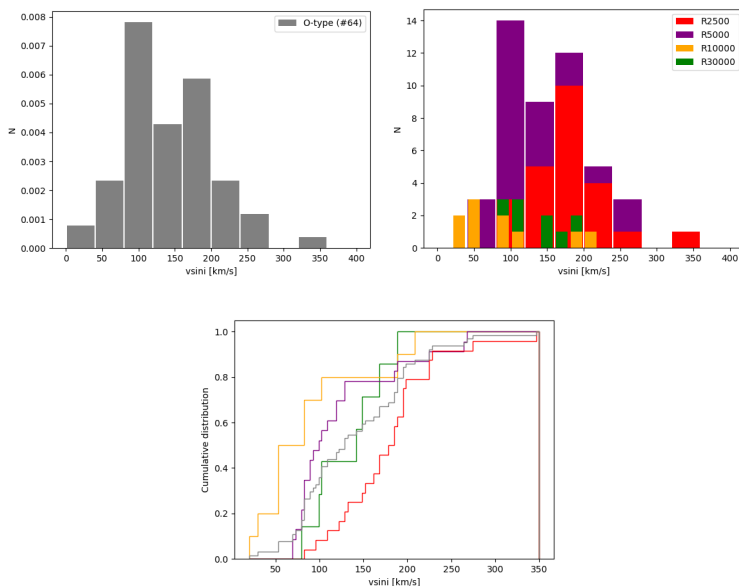 0.008
0.007
0.006
0.005
0.004
0.003
0.002
0.001
0.000
N
O-type (#64)
0 50 100 150 200 250 300 350 400
vsini [km/s]
14
12
10
8
6
4
2
0
N
R2500
R5000
R10000
R30000
0 50 100 150 200 250 300 350 400
vsini [km/s]
1.0
0.8
0.6
0.4
0.2
0.0
Cumulative distribution
50 100 150 200 250 300 350
vsini [km/s]